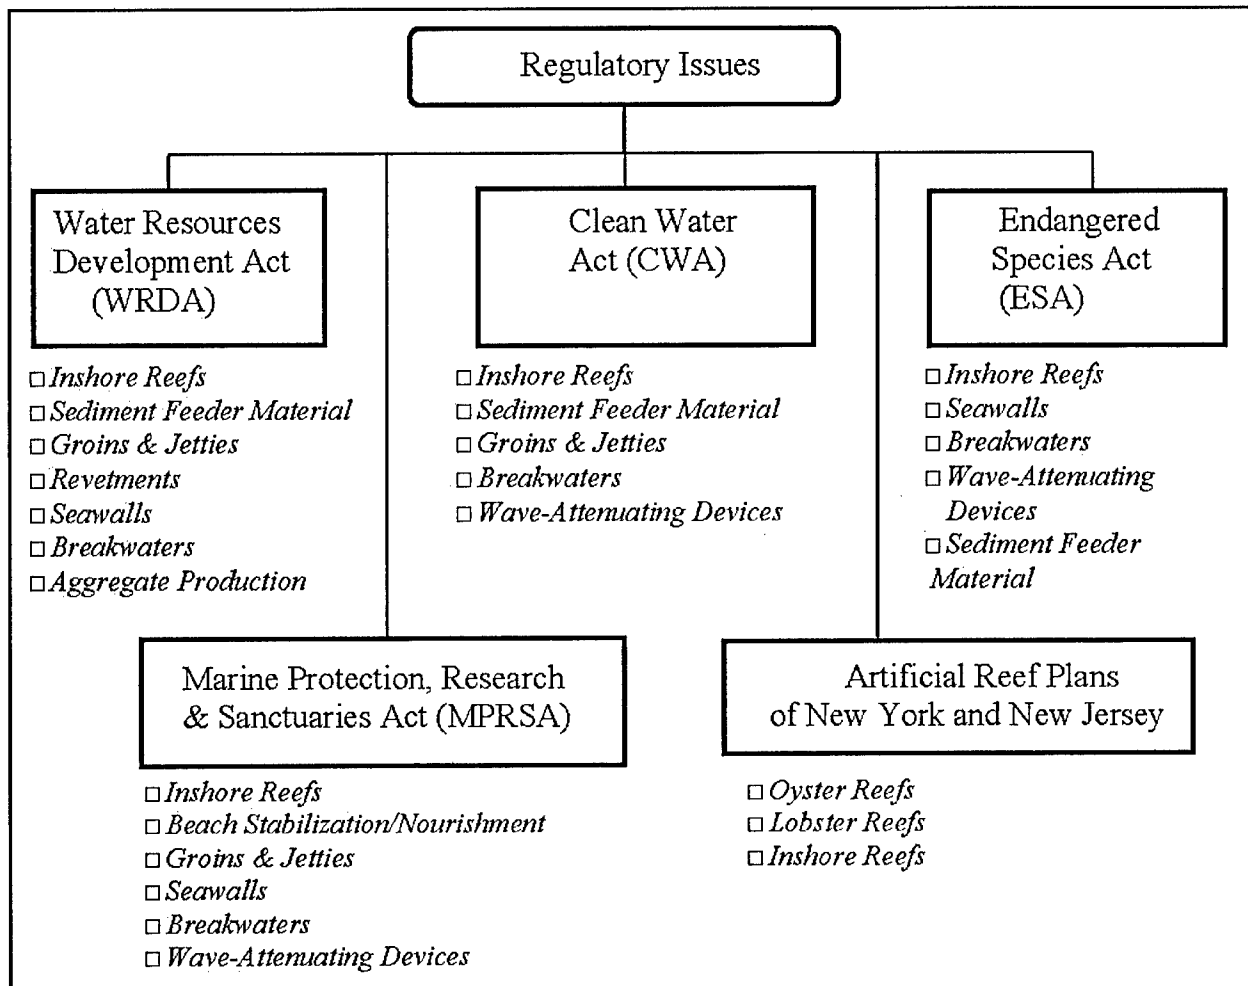 Regulatory Issues
Water Resources
Development Act
(WRDA)
□ Inshore Reefs
□ Sediment Feeder Material
□ Groins & Jetties
□ Revetments
□ Seawalls
□ Breakwaters
□ Aggregate Production
Clean Water
Act (CWA)
□ Inshore Reefs
□ Sediment Feeder Material
□ Groins & Jetties
□ Breakwaters
□ Wave-Attenuating Devices
Endangered
Species Act
(ESA)
□ Inshore Reefs
□ Seawalls
□ Breakwaters
□ Wave-Attenuating
Devices
□ Sediment Feeder
Material
Marine Protection, Research
& Sanctuaries Act (MPRSA)
□ Inshore Reefs
□ Beach Stabilization/Nourishment
□ Groins & Jetties
□ Seawalls
□ Breakwaters
□ Wave-Attenuating Devices
Artificial Reef Plans
of New York and New Jersey
□ Oyster Reefs
□ Lobster Reefs
□ Inshore Reefs